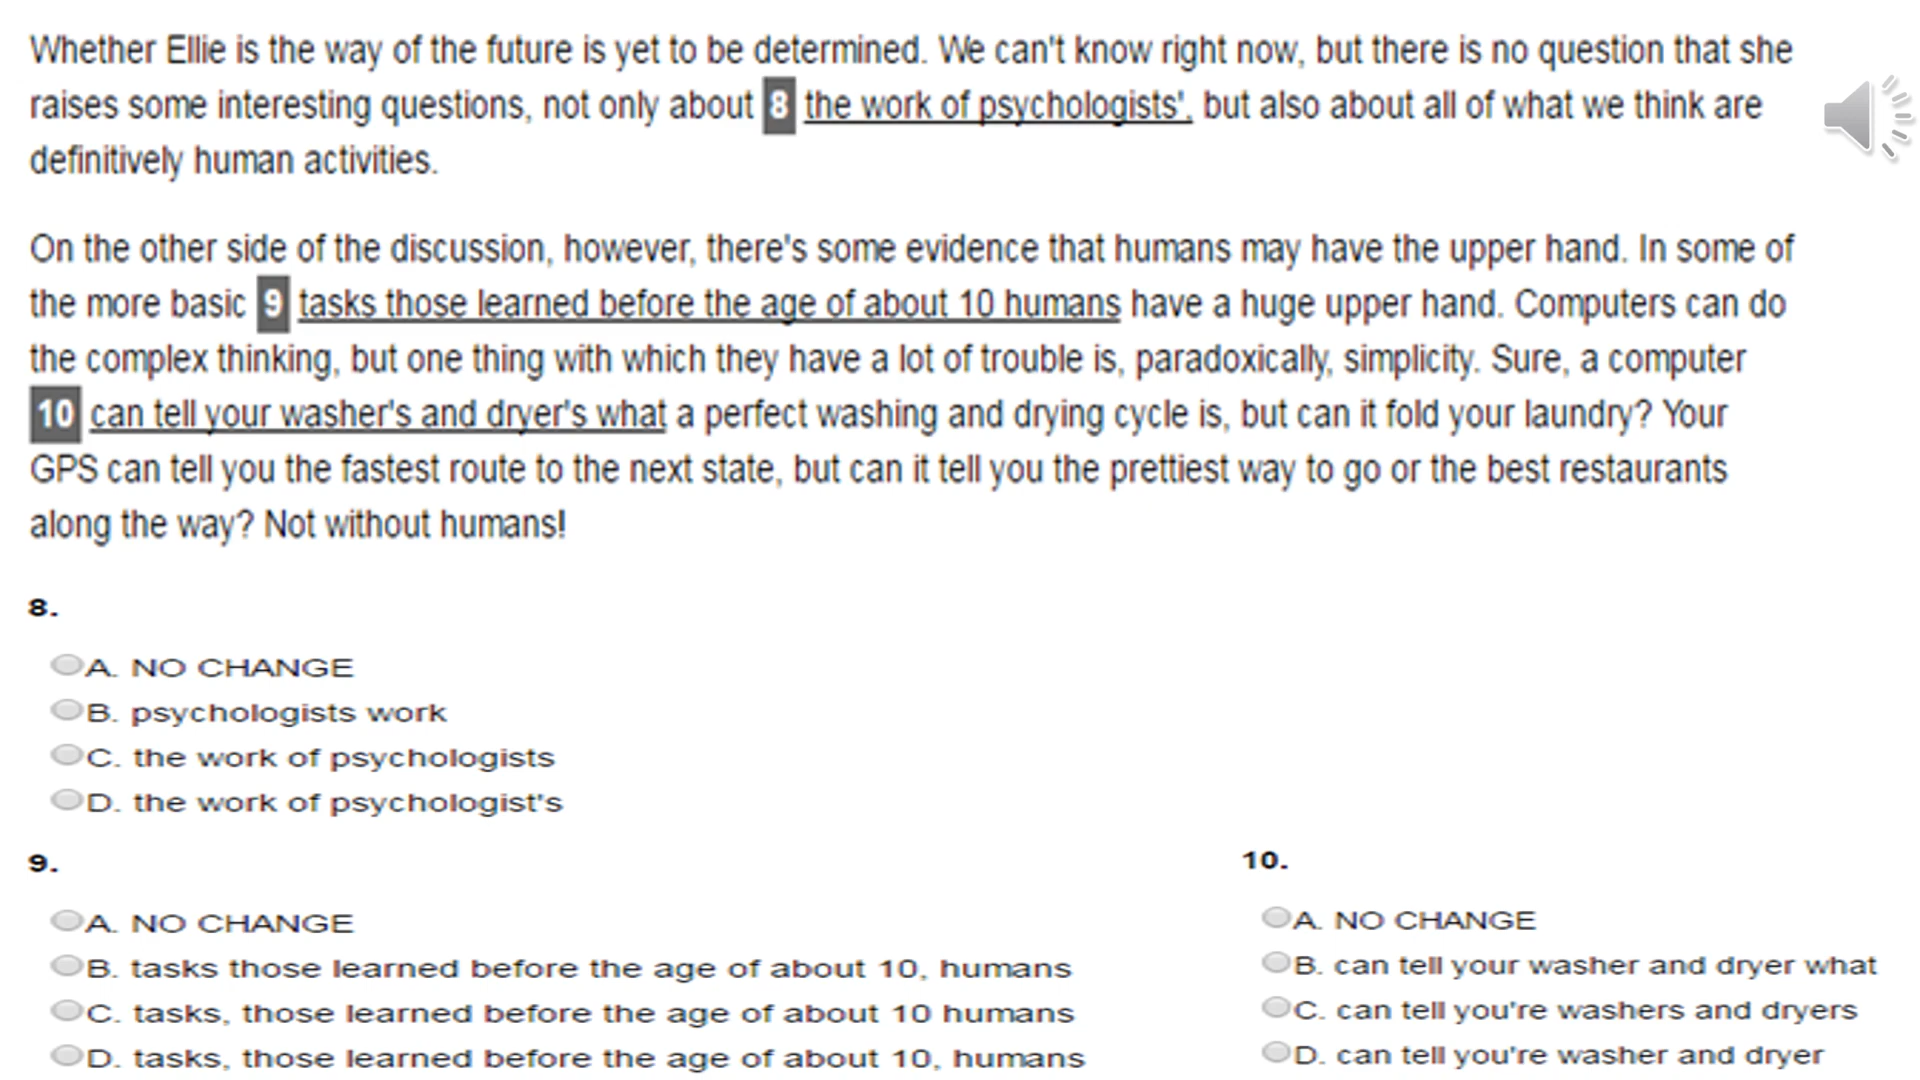 Whether Ellie is the way of the future is yet to be determined. We can't know right now, but there is no question that she
raises some interesting questions, not only about 8 the work of psychologists', but also about all of what we think are
definitively human activities.
On the other side of the discussion, however, there's some evidence that humans may have the upper hand. In some of
the more basic 9 tasks those learned before the age of about 10 humans have a huge upper hand. Computers can do
the complex thinking, but one thing with which they have a lot of trouble is, paradoxically, simplicity. Sure, a computer
10 can tell your washer's and dryer's what a perfect washing and drying cycle is, but can it fold your laundry? Your
GPS can tell you the fastest route to the next state, but can it tell you the prettiest way to go or the best restaurants
along the way? Not without humans!
8.
A. NO CHANGE
B. psychologists work
C. the work of psychologists
D. the work of psychologist's
9.
A. NO CHANGE
B. tasks those learned before the age of about 10, humans
C. tasks, those learned before the age of about 10 humans
D. tasks, those learned before the age of about 10, humans
10.
A. NO CHANGE
B. can tell your washer and dryer what
C. can tell you're washers and dryers
D. can tell you're washer and dryer